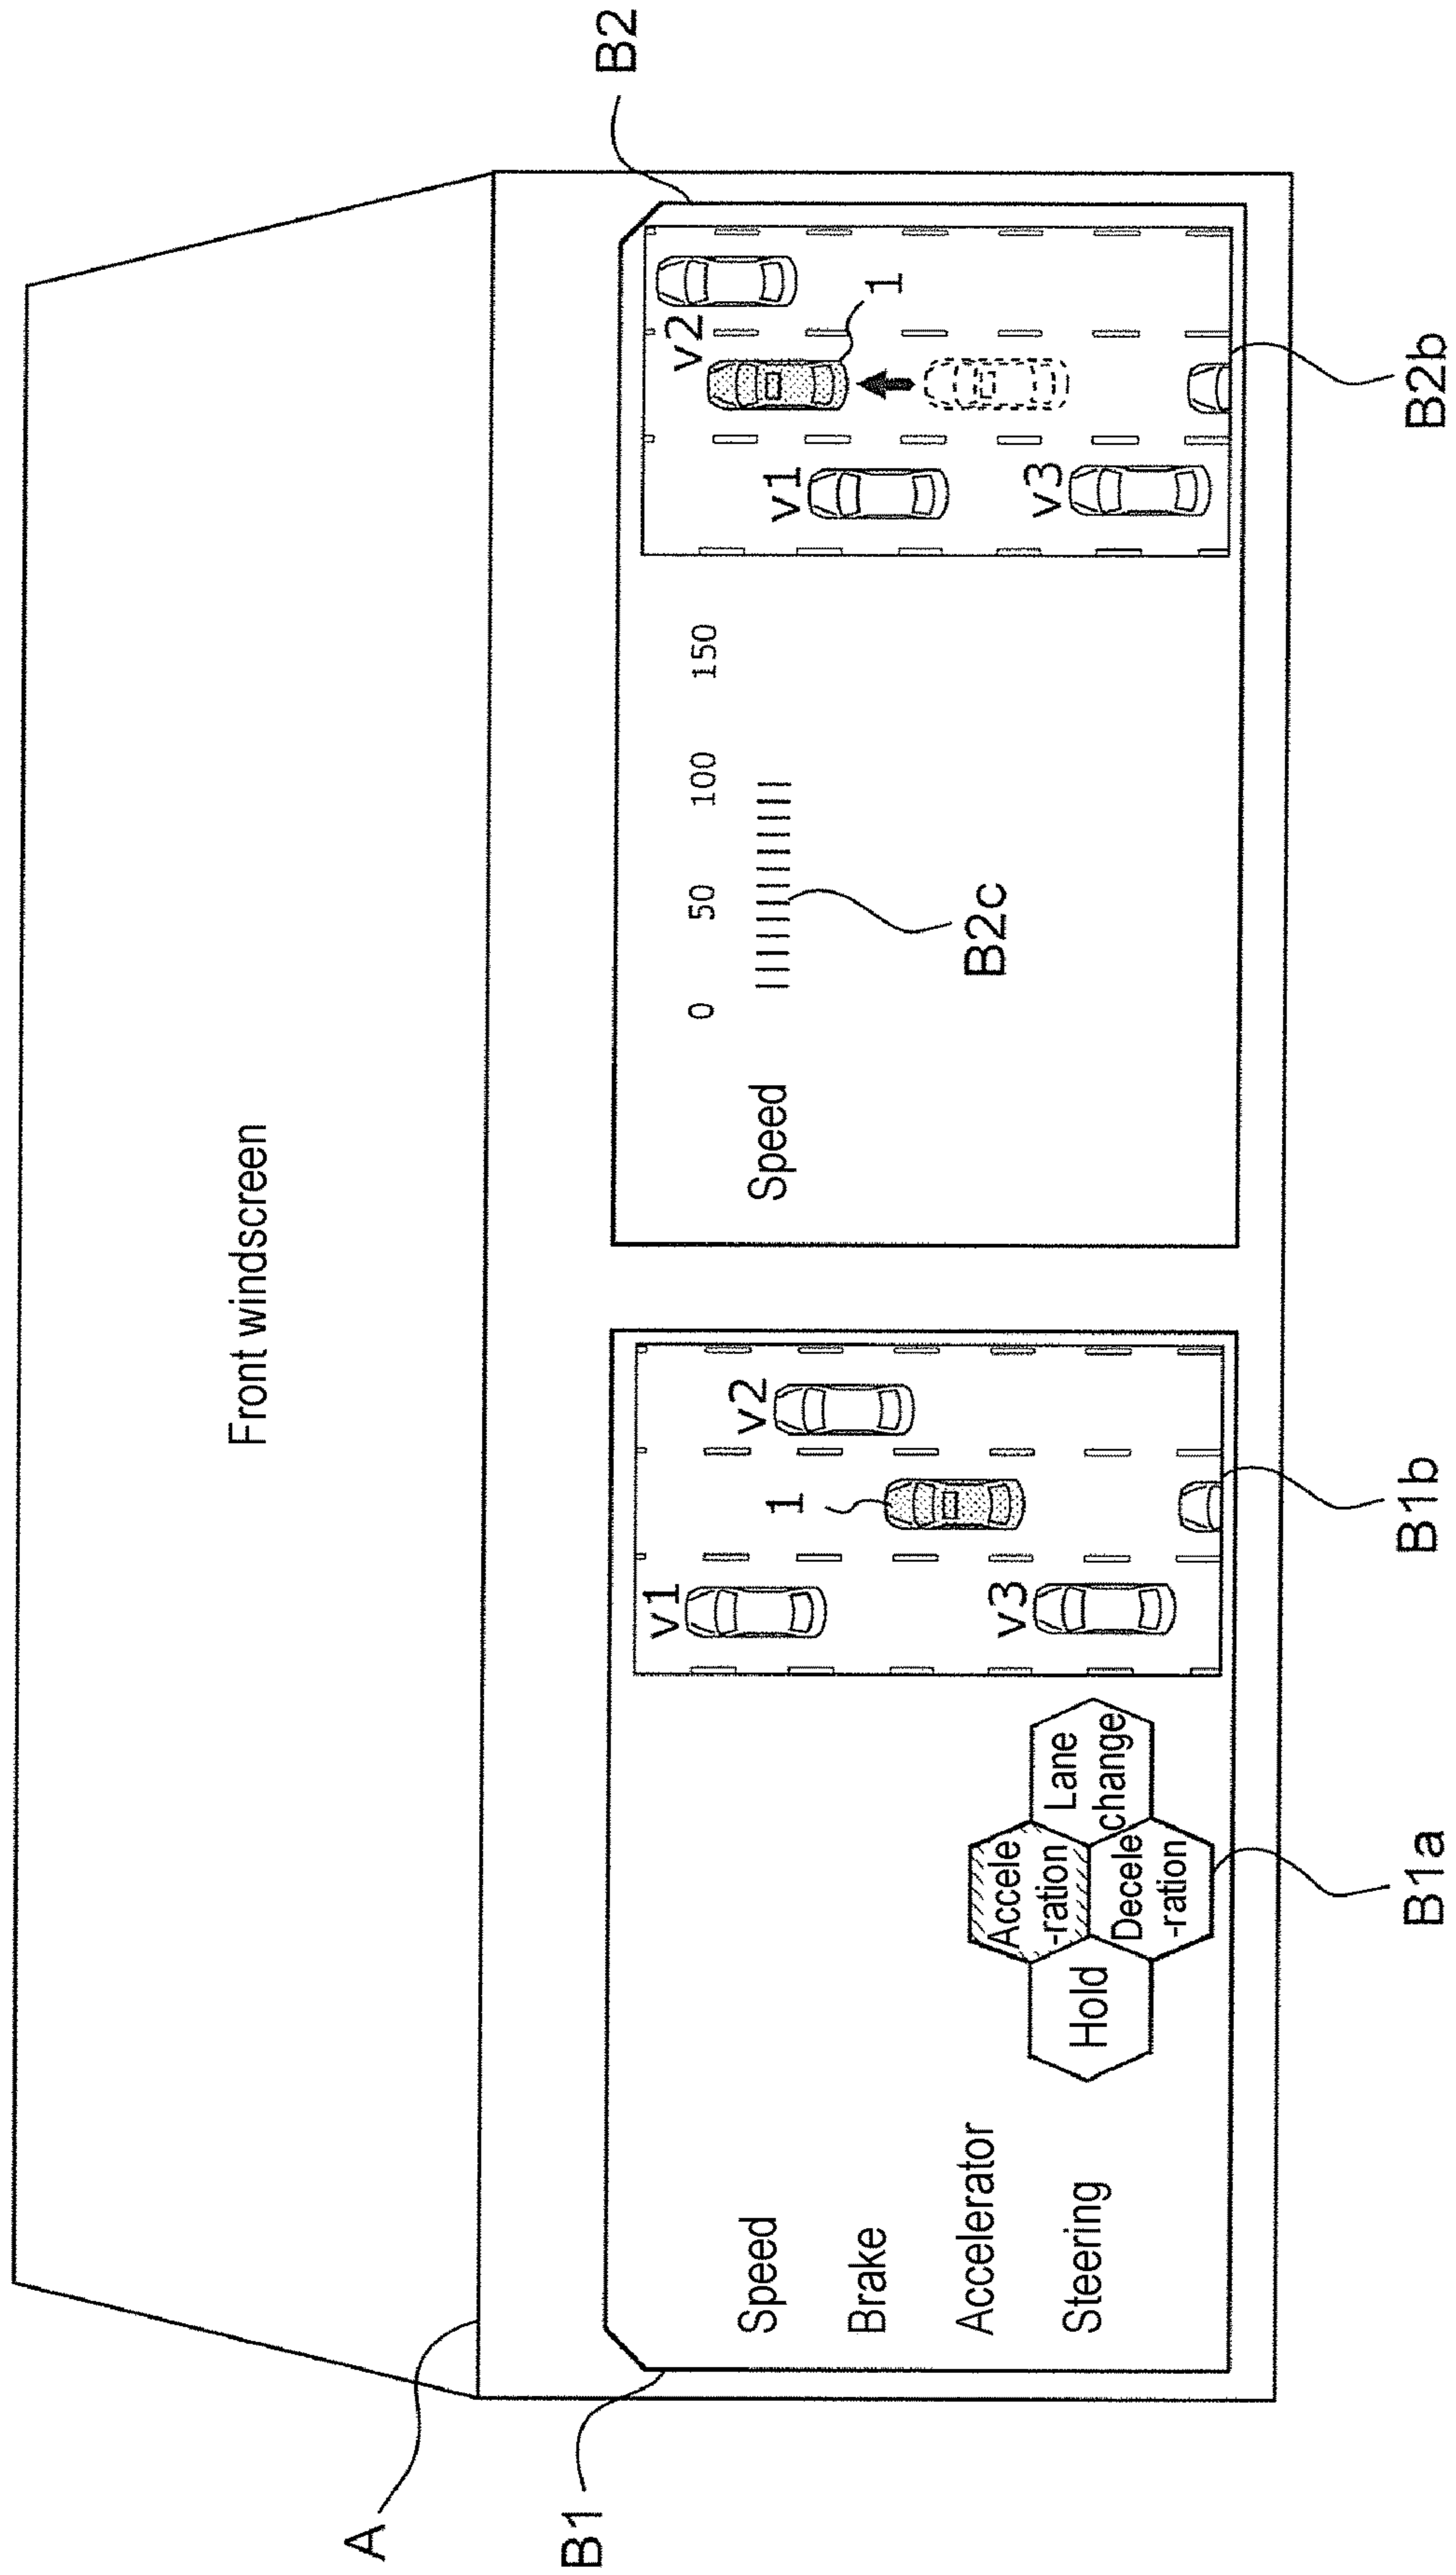 Front windscreen
A
B1
B2
Speed
Brake
Accelerator
Steering
Hold
Accele
-ration
Decele
-ration
Lane
change
B1a
v1
1
v2
v3
B1b
Speed
0 50 100 150
B2c
v2
1
v1
v3
B2b